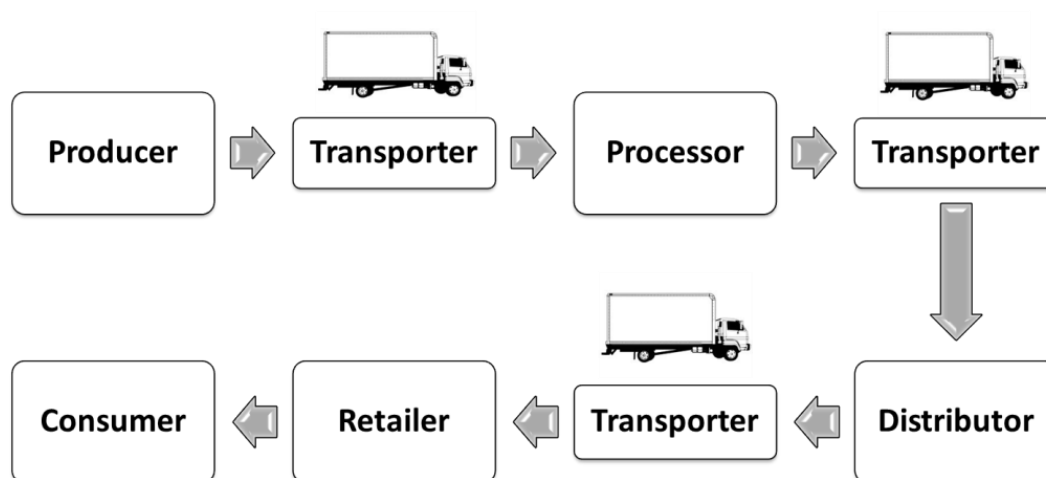 Producer
Transporter
Processor
Transporter
Distributor
Transporter
Retailer
Consumer